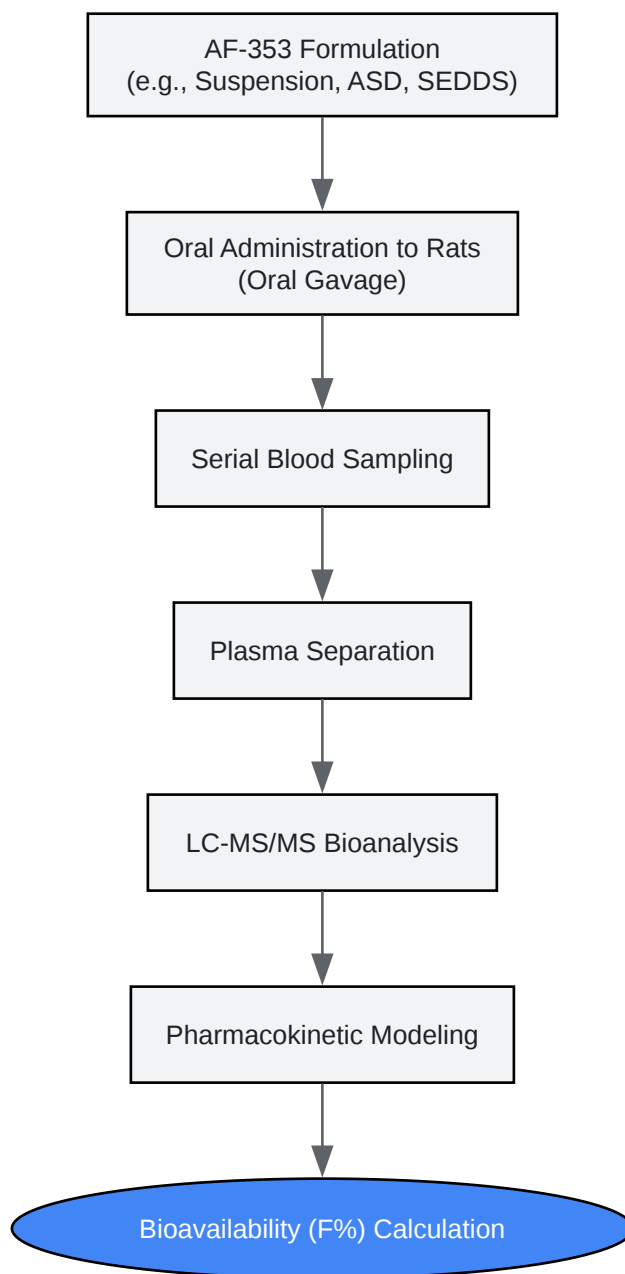 AF-353 Formulation
(e.g., Suspension, ASD, SEDDS)
Oral Administration to Rats
(Oral Gavage)
Serial Blood Sampling
Plasma Separation
LC-MS/MS Bioanalysis
Pharmacokinetic Modeling
Bioavailability (F%) Calculation